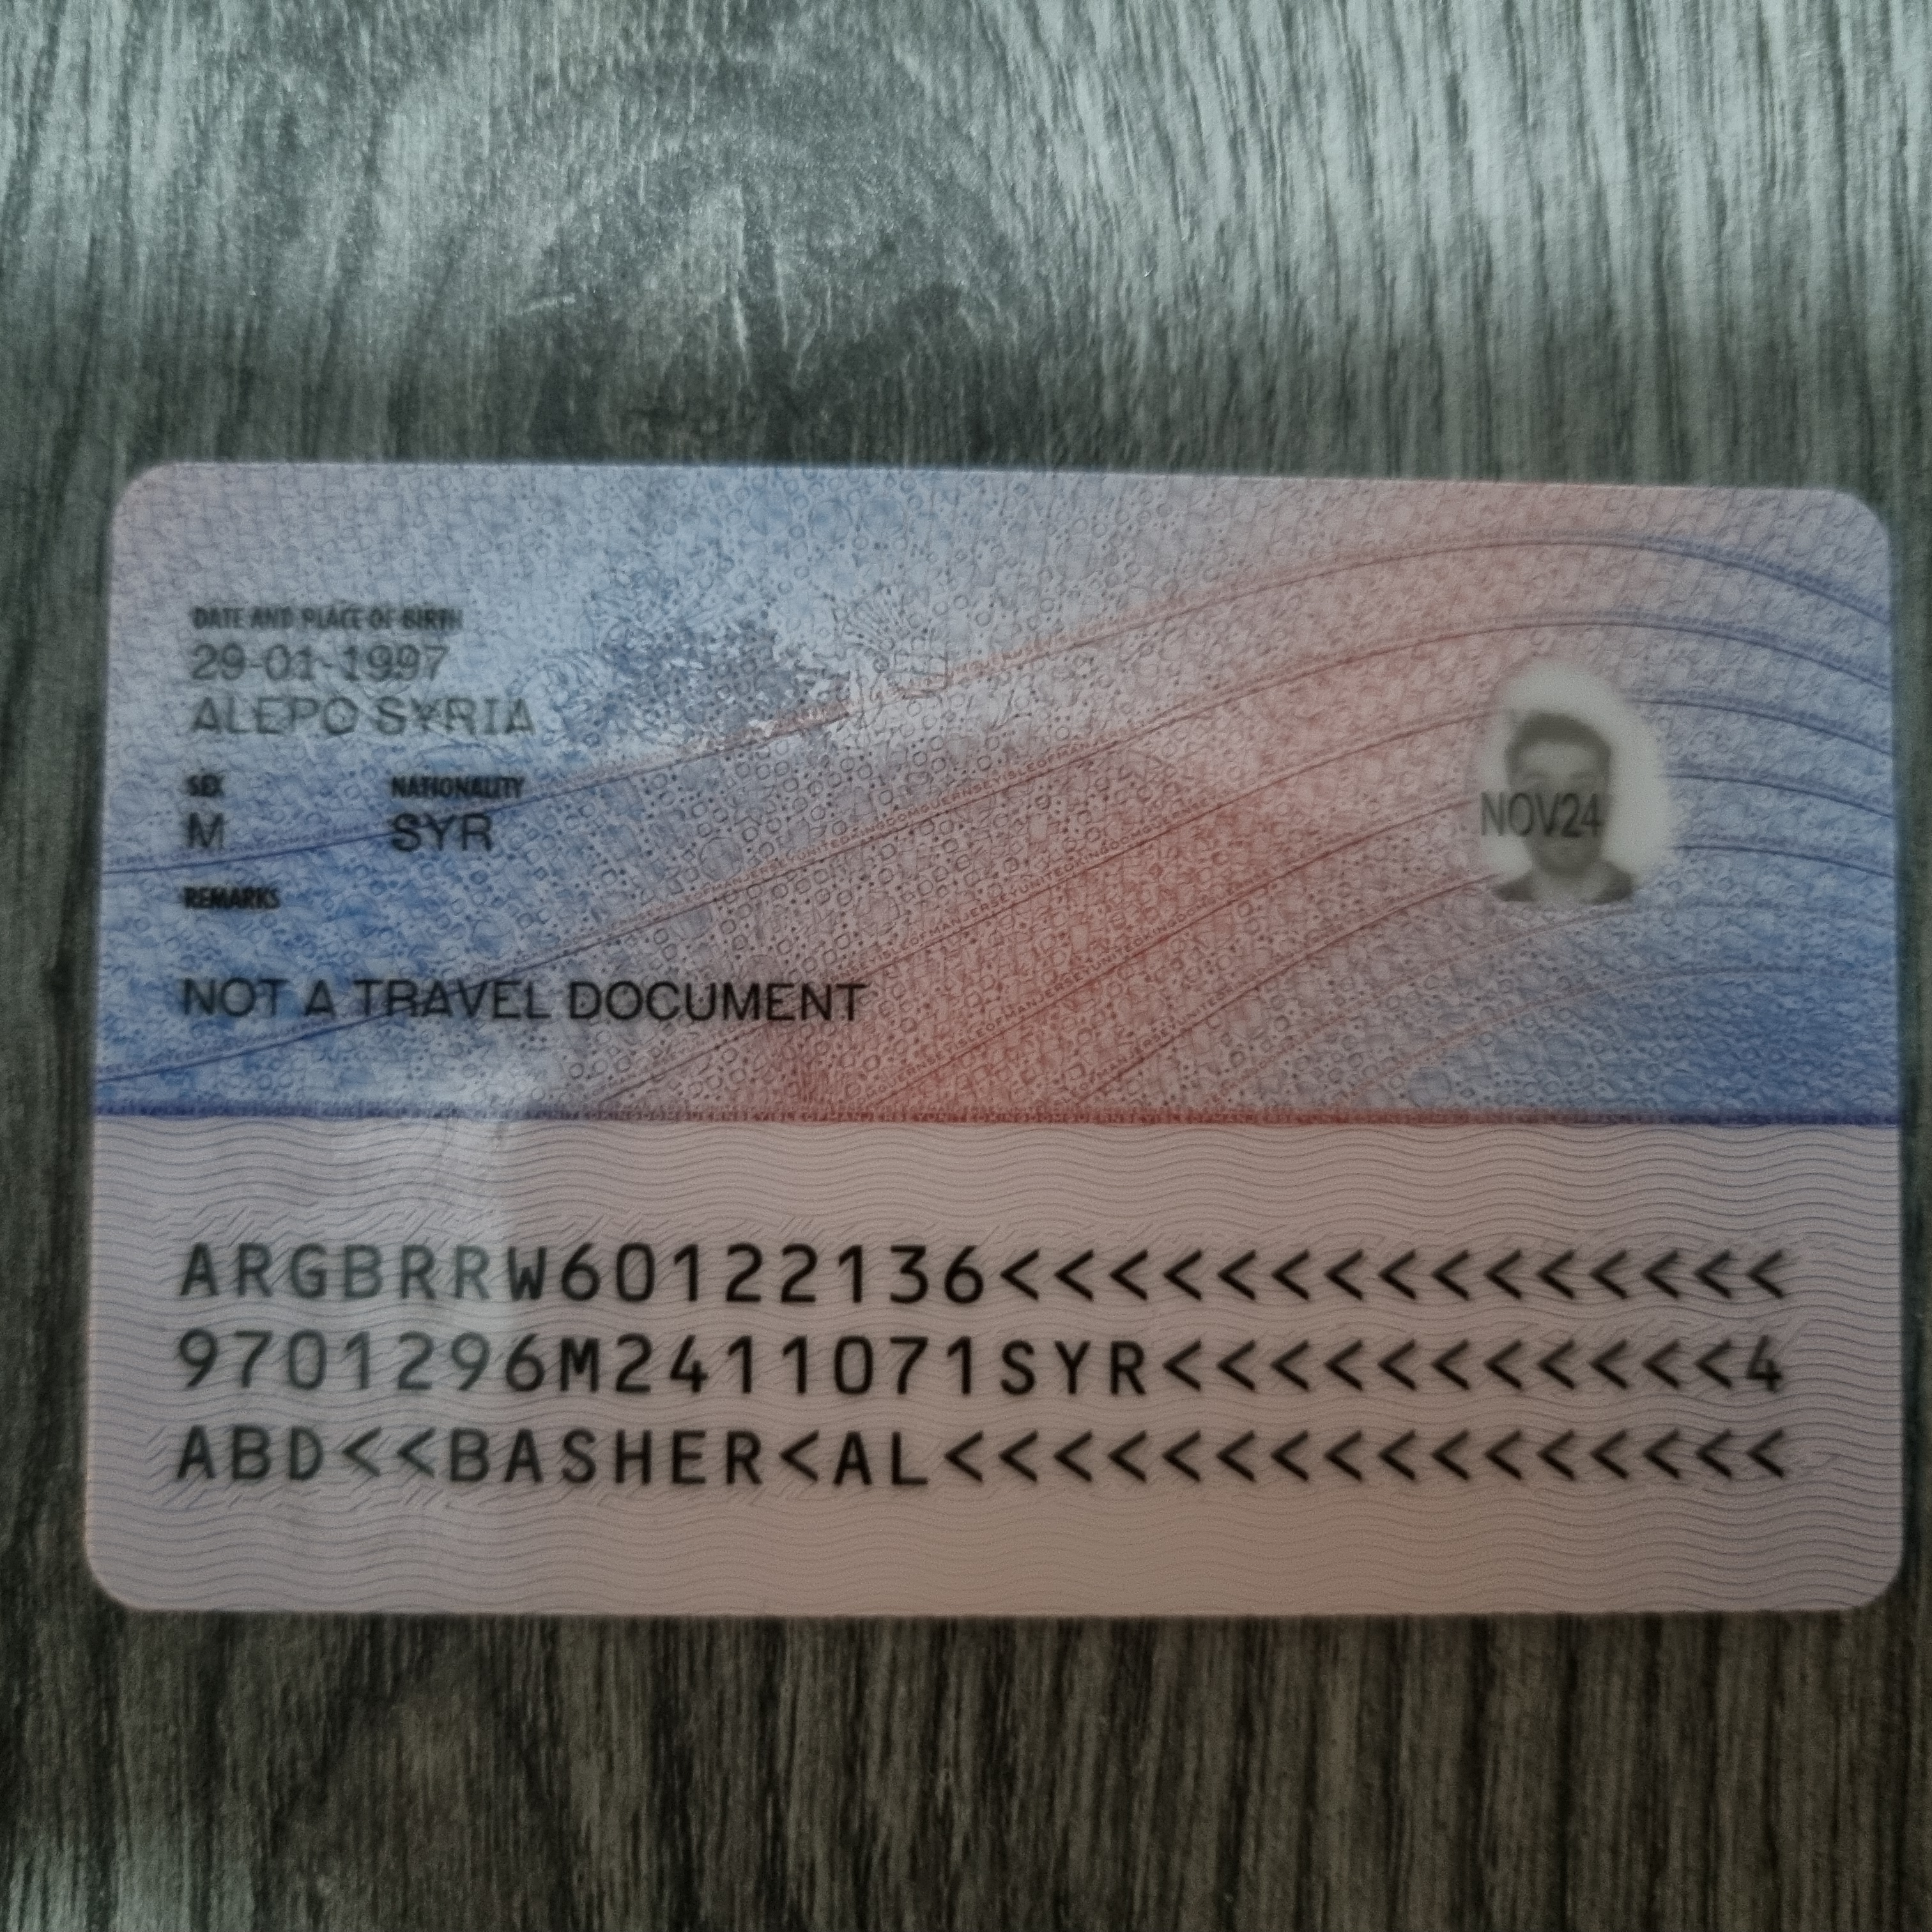 DATE AND PLACE OF BIRTH
29-01-1997
ALEPO SYRIA
SEX NATIONALITY
M SYR
NOV24
REMARKS
NOT A TRAVEL DOCUMENT
ARGBRRW60122136<<<<<<<<<<<<<<<
9701296M2411071SYR<<<<<<<<<<<4
ABD<<BASHER<AL<<<<<<<<<<<<<<<<